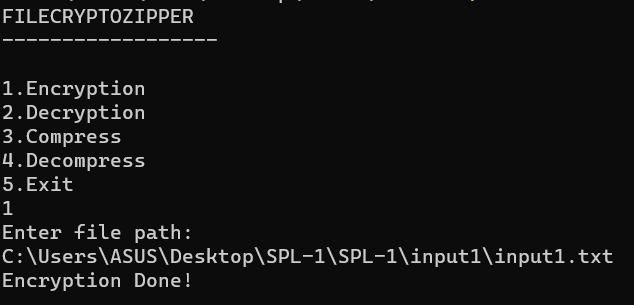 FILECRYPTOZIPPER
------------------
1.Encryption
2.Decryption
3.Compress
4.Decompress
5.Exit
1
Enter file path:
C:\Users\ASUS\Desktop\SPL-1\SPL-1\input1\input1.txt
Encryption Done!